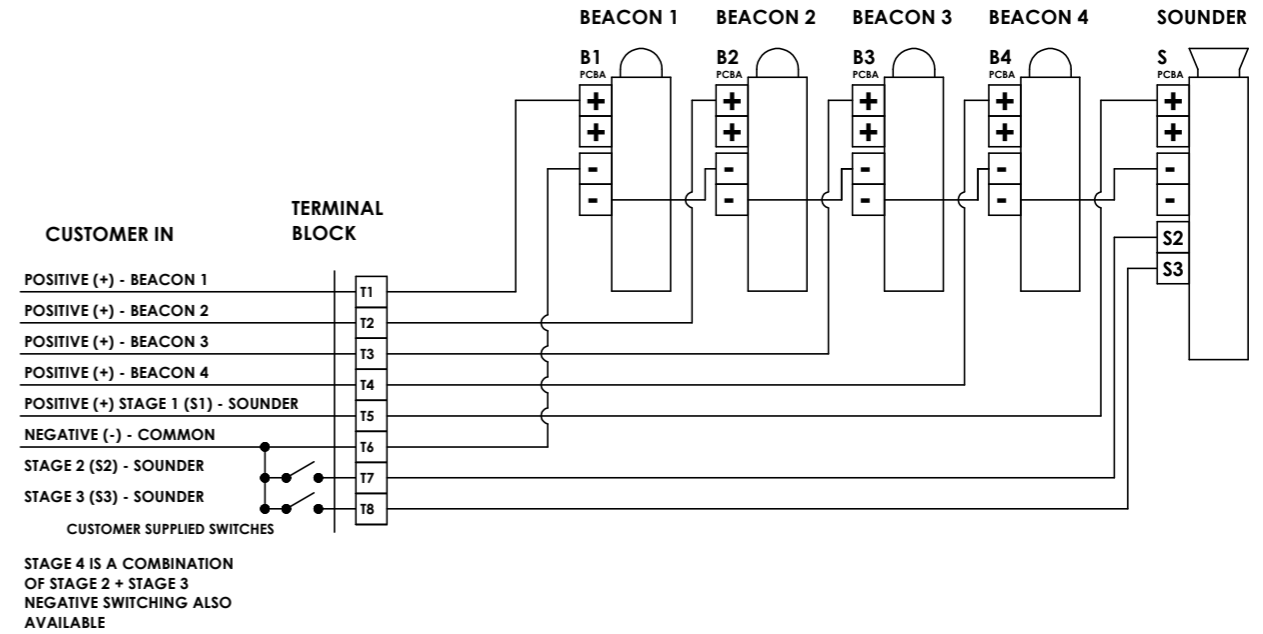 BEACON 1 BEACON 2 BEACON 3 BEACON 4 SOUNDER
B1 B2 B3 B4 S
PCBA PCBA PCBA PCBA PCBA
+ + + + +
+ + + + +
- - - - -
- - - - -
S2
S3
TERMINAL
BLOCK
CUSTOMER IN
POSITIVE (+) - BEACON 1
T1
POSITIVE (+) - BEACON 2
T2
POSITIVE (+) - BEACON 3
T3
POSITIVE (+) - BEACON 4
T4
POSITIVE (+) STAGE 1 (S1) - SOUNDER
T5
NEGATIVE (-) - COMMON
T6
STAGE 2 (S2) - SOUNDER
T7
STAGE 3 (S3) - SOUNDER
T8
CUSTOMER SUPPLIED SWITCHES
STAGE 4 IS A COMBINATION
OF STAGE 2 + STAGE 3
NEGATIVE SWITCHING ALSO
AVAILABLE